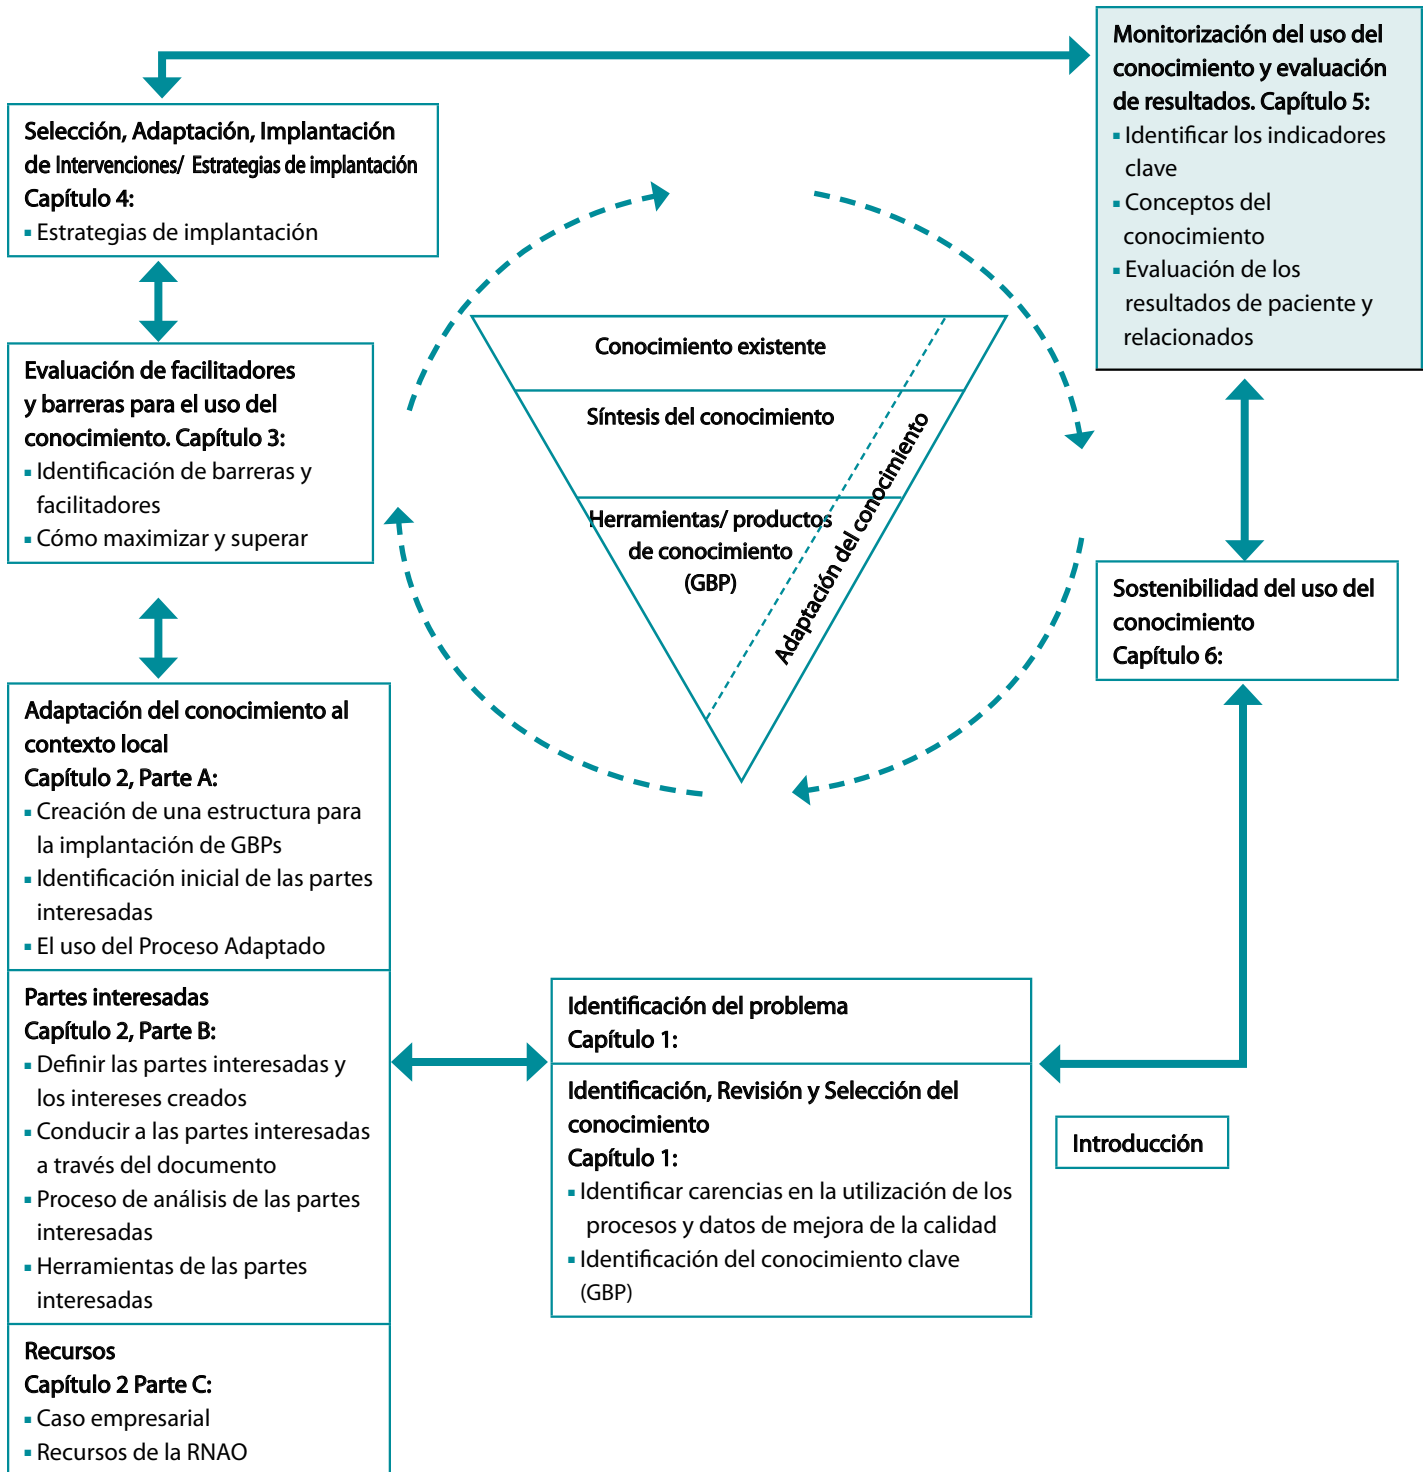 Monitorización del uso del
conocimiento y evaluación
de resultados. Capítulo 5:
▪ Identificar los indicadores
clave
▪ Conceptos del
conocimiento
▪ Evaluación de los
resultados de paciente y
relacionados
Selección, Adaptación, Implantación
de Intervenciones/ Estrategias de implantación
Capítulo 4:
▪ Estrategias de implantación
Evaluación de facilitadores
y barreras para el uso del
conocimiento. Capítulo 3:
▪ Identificación de barreras y
facilitadores
▪ Cómo maximizar y superar
Conocimiento existente
Síntesis del conocimiento
Herramientas/ productos
de conocimiento
(GBP)
Adaptación del conocimiento
Sostenibilidad del uso del
conocimiento
Capítulo 6:
Adaptación del conocimiento al
contexto local
Capítulo 2, Parte A:
▪ Creación de una estructura para
la implantación de GBPs
▪ Identificación inicial de las partes
interesadas
▪ El uso del Proceso Adaptado
Partes interesadas
Capítulo 2, Parte B:
▪ Definir las partes interesadas y
los intereses creados
▪ Conducir a las partes interesadas
a través del documento
▪ Proceso de análisis de las partes
interesadas
▪ Herramientas de las partes
interesadas
Recursos
Capítulo 2 Parte C:
▪ Caso empresarial
▪ Recursos de la RNAO
Identificación del problema
Capítulo 1:
Identificación, Revisión y Selección del
conocimiento
Capítulo 1:
▪ Identificar carencias en la utilización de los
procesos y datos de mejora de la calidad
▪ Identificación del conocimiento clave
(GBP)
Introducción